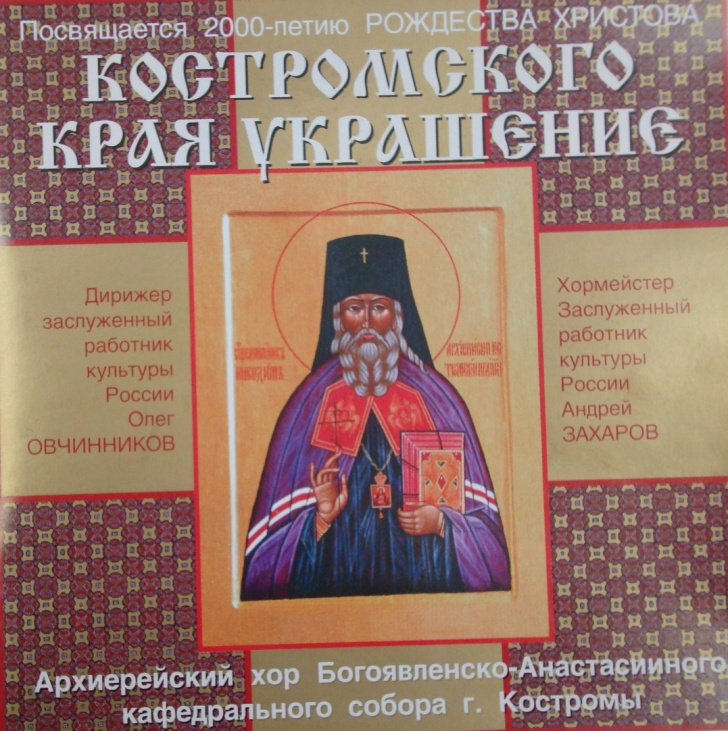 Посвящается 2000-летию РОЖДЕСТВА ХРИСТОВА
КОСТРОМСКОГО
КРАЯ УКРАШЕНИЕ
Дирижер
заслуженный
работник
культуры
России
Олег
ОВЧИННИКОВ
Хормейстер
Заслуженный
работник
культуры
России
Андрей
ЗАХАРОВ
Архиерейский хор Богоявленско-Анастасииного
кафедрального собора г. Костромы